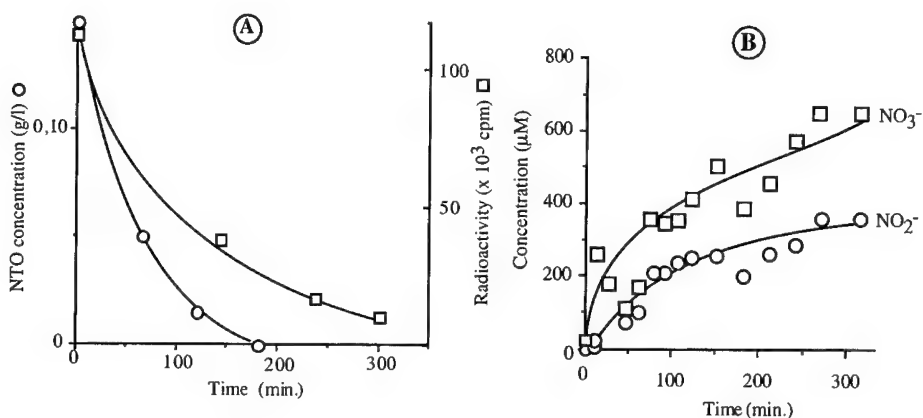 A
NTO concentration (g/l)
0,10
0
0 100 200 300
Time (min.)
100
50
Radioactivity (x 10³ cpm)
B
Concentration (µM)
800
600
400
200
0
0 100 200 300
Time (min.)
NO₃⁻
NO₂⁻